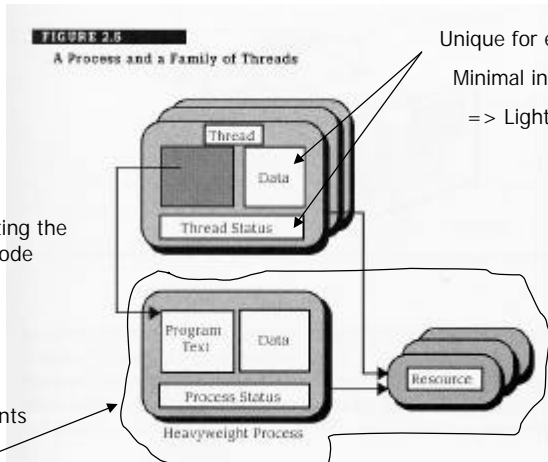 FIGURE 2.5
A Process and a Family of Threads
Unique for e
Minimal in
=> Light
Thread
Data
Thread Status
ting the
ode
Program
Text
Data
Process Status
Resource
nts
Heavyweight Process